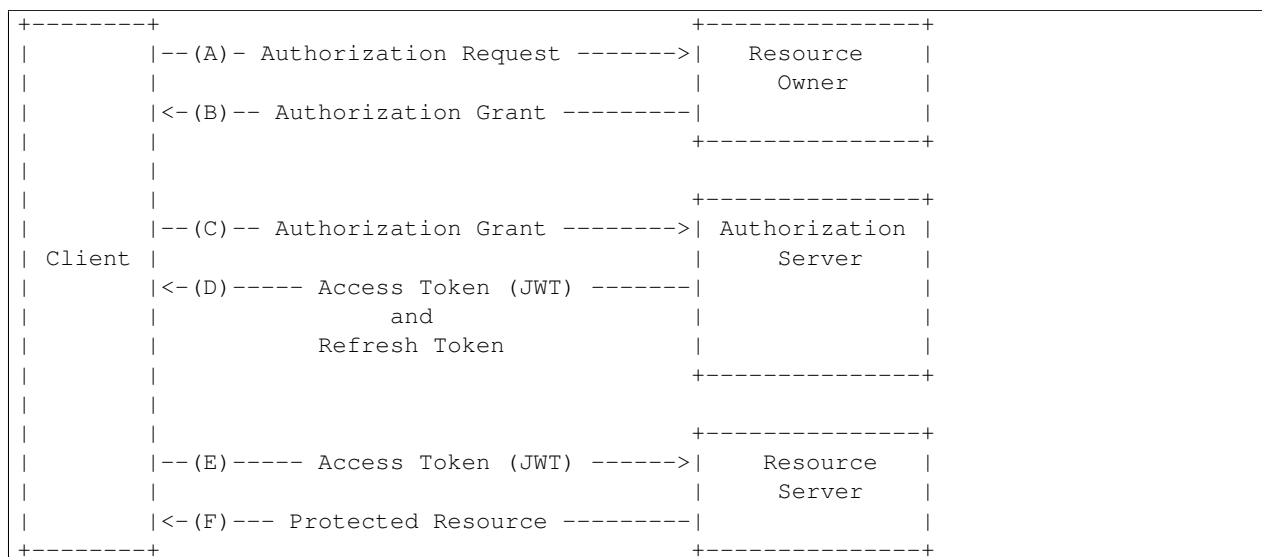 +--------+                                     +---------------+
|        |--(A)- Authorization Request ------->|   Resource    |
|        |                                     |     Owner     |
|        |<-(B)-- Authorization Grant ---------|               |
|        |                                     +---------------+
|        |
|        |                                     +---------------+
|        |--(C)-- Authorization Grant -------->| Authorization |
| Client |                                     |     Server    |
|        |<-(D)----- Access Token (JWT) -------|               |
|        |               and                   |               |
|        |          Refresh Token              |               |
|        |                                     +---------------+
|        |
|        |                                     +---------------+
|        |--(E)----- Access Token (JWT) ------>|    Resource   |
|        |                                     |     Server    |
|        |<-(F)--- Protected Resource ---------|               |
+--------+                                     +---------------+